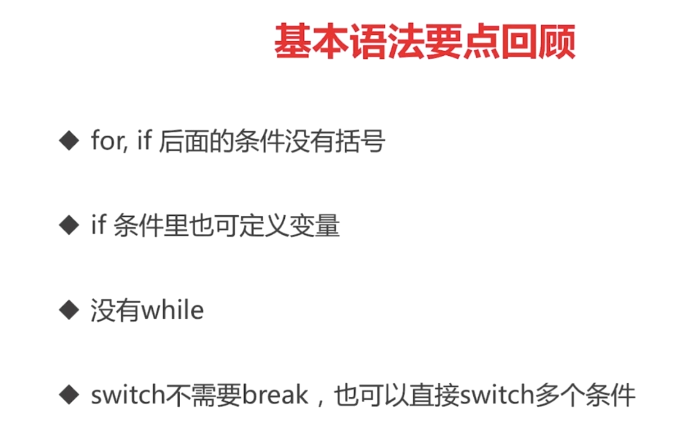 基本语法要点回顾
◆ for, if 后面的条件没有括号
◆ if 条件里也可定义变量
◆ 没有while
◆ switch不需要break，也可以直接switch多个条件